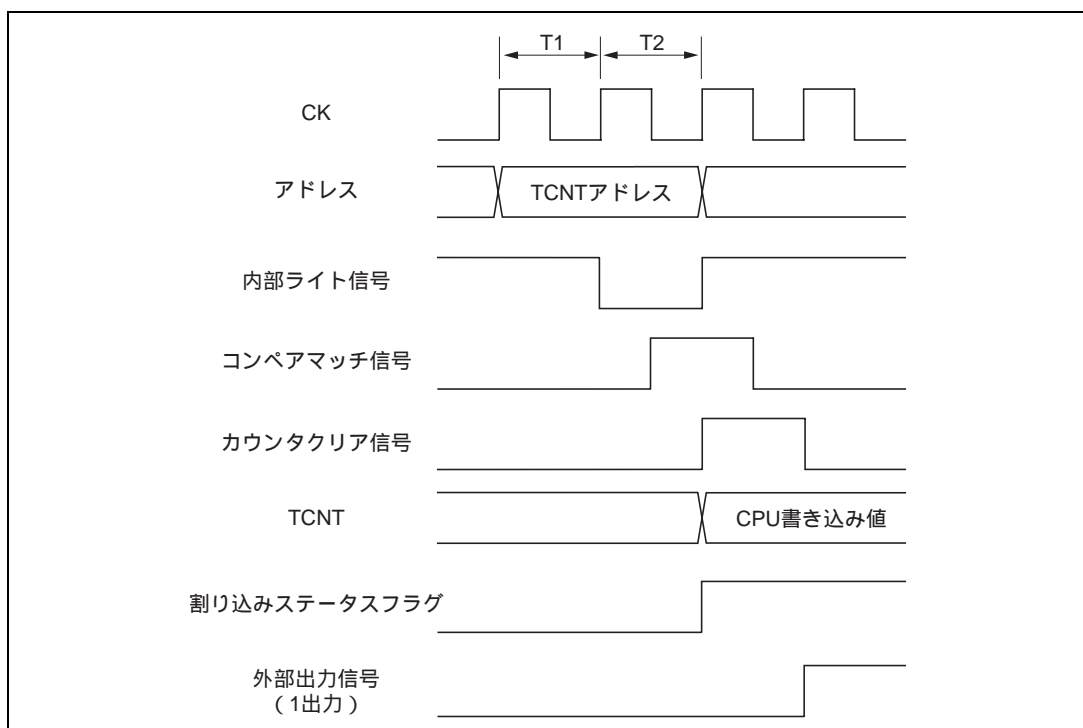 T1 T2
CK
アドレス TCNTアドレス
内部ライト信号
コンペアマッチ信号
カウンタクリア信号
TCNT CPU書き込み値
割り込みステータスフラグ
外部出力信号
(1出力)